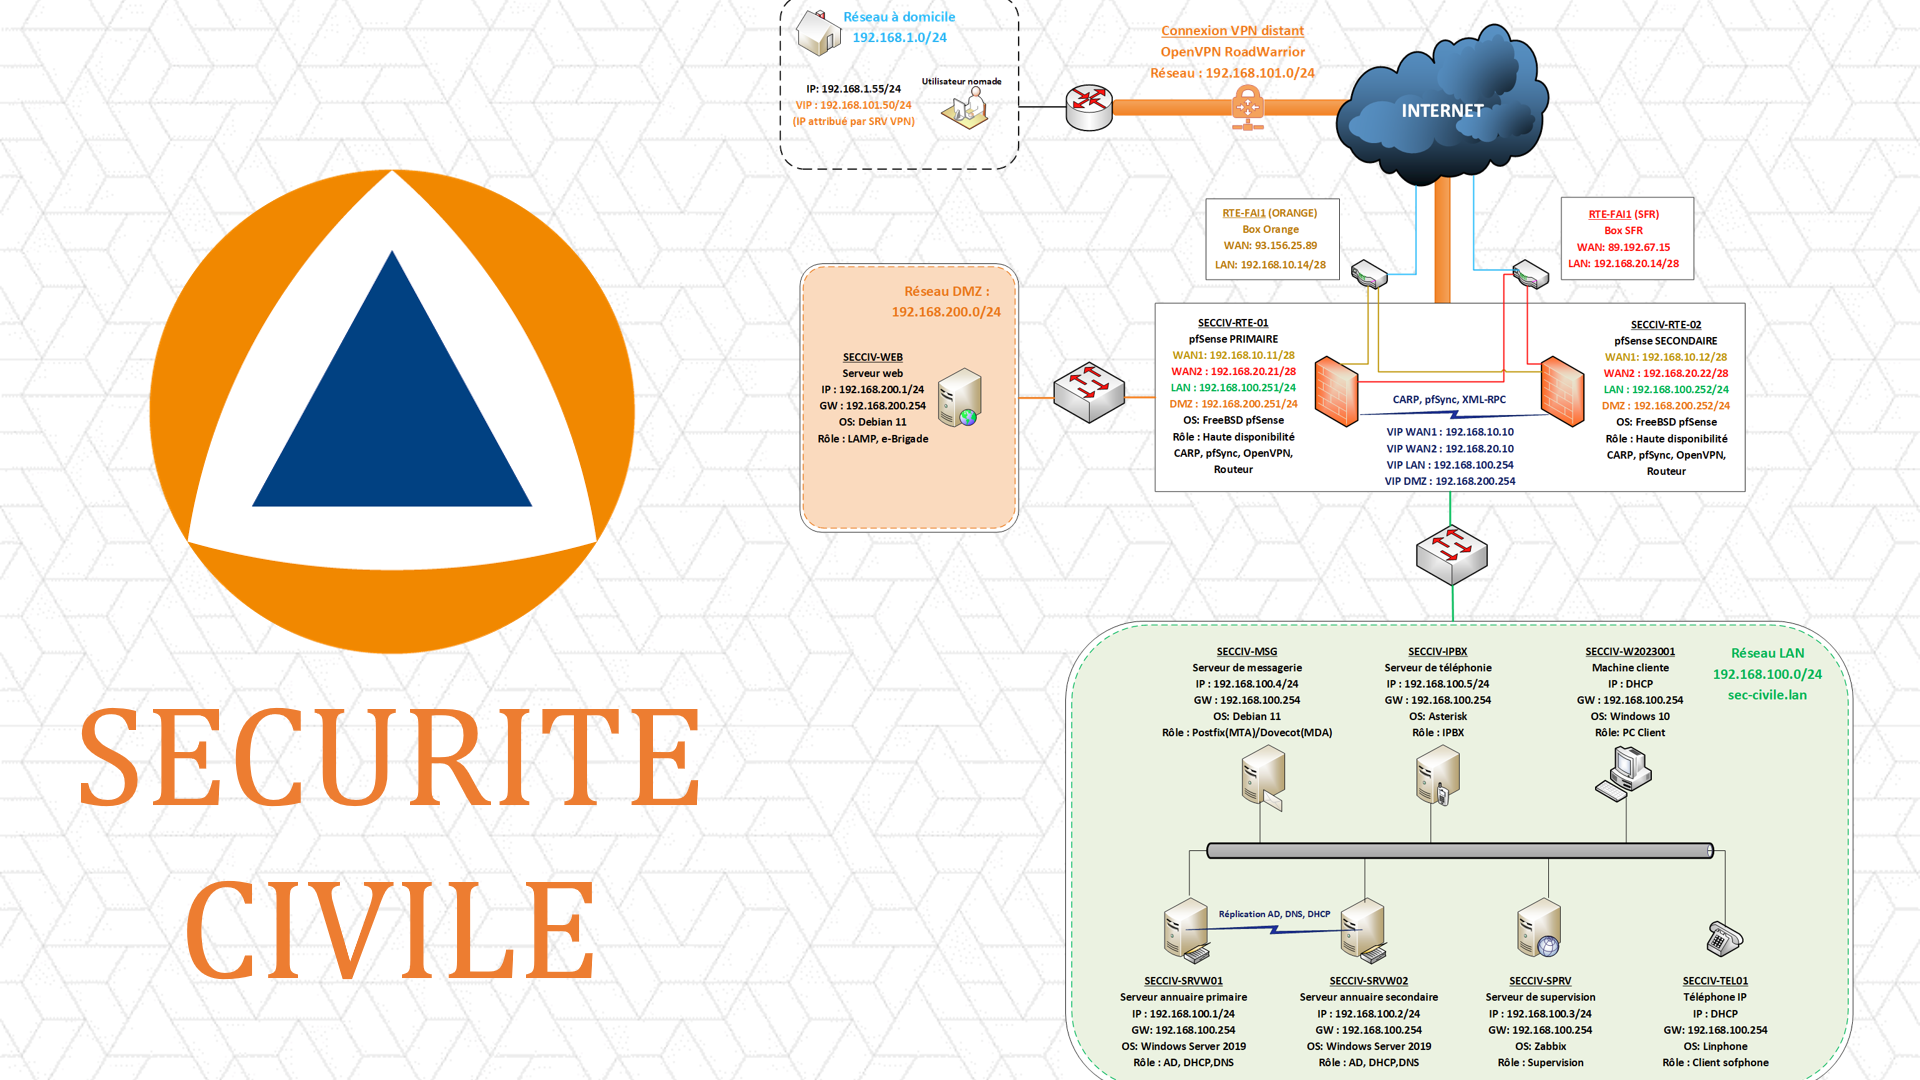 Réseau à domicile
192.168.1.0/24
Utilisateur nomade
IP: 192.168.1.55/24
VIP : 192.168.101.50/24
(IP attribué par SRV VPN)
Connexion VPN distant
OpenVPN RoadWarrior
Réseau : 192.168.101.0/24
INTERNET
RTE-FAI1 (ORANGE)
Box Orange
WAN: 93.156.25.89
LAN: 192.168.10.14/28
RTE-FAI1 (SFR)
Box SFR
WAN: 89.192.67.15
LAN: 192.168.20.14/28
Réseau DMZ :
192.168.200.0/24
SECCIV-WEB
Serveur web
IP : 192.168.200.1/24
GW : 192.168.200.254
OS: Debian 11
Rôle : LAMP, e-Brigade
SECCIV-RTE-01
pfSense PRIMAIRE
WAN1: 192.168.10.11/28
WAN2 : 192.168.20.21/28
LAN : 192.168.100.251/24
DMZ : 192.168.200.251/24
OS: FreeBSD pfSense
Rôle : Haute disponibilité
CARP, pfSync, OpenVPN,
Routeur
CARP, pfSync, XML-RPC
VIP WAN1 : 192.168.10.10
VIP WAN2 : 192.168.20.10
VIP LAN : 192.168.100.254
VIP DMZ : 192.168.200.254
SECCIV-RTE-02
pfSense SECONDAIRE
WAN1: 192.168.10.12/28
WAN2 : 192.168.20.22/28
LAN : 192.168.100.252/24
DMZ : 192.168.200.252/24
OS: FreeBSD pfSense
Rôle : Haute disponibilité
CARP, pfSync, OpenVPN,
Routeur
SECURITE
CIVILE
Réseau LAN
192.168.100.0/24
sec-civile.lan
SECCIV-MSG
Serveur de messagerie
IP : 192.168.100.4/24
GW : 192.168.100.254
OS: Debian 11
Rôle : Postfix(MTA)/Dovecot(MDA)
SECCIV-IPBX
Serveur de téléphonie
IP : 192.168.100.5/24
GW : 192.168.100.254
OS: Asterisk
Rôle : IPBX
SECCIV-W2023001
Machine cliente
IP : DHCP
GW : 192.168.100.254
OS: Windows 10
Rôle: PC Client
Réplication AD, DNS, DHCP
SECCIV-SRVW01
Serveur annuaire primaire
IP : 192.168.100.1/24
GW: 192.168.100.254
OS: Windows Server 2019
Rôle : AD, DHCP,DNS
SECCIV-SRVW02
Serveur annuaire secondaire
IP : 192.168.100.2/24
GW : 192.168.100.254
OS: Windows Server 2019
Rôle : AD, DHCP,DNS
SECCIV-SPRV
Serveur de supervision
IP : 192.168.100.3/24
GW: 192.168.100.254
OS: Zabbix
Rôle : Supervision
SECCIV-TEL01
Téléphone IP
IP : DHCP
GW: 192.168.100.254
OS: Linphone
Rôle : Client sofphone